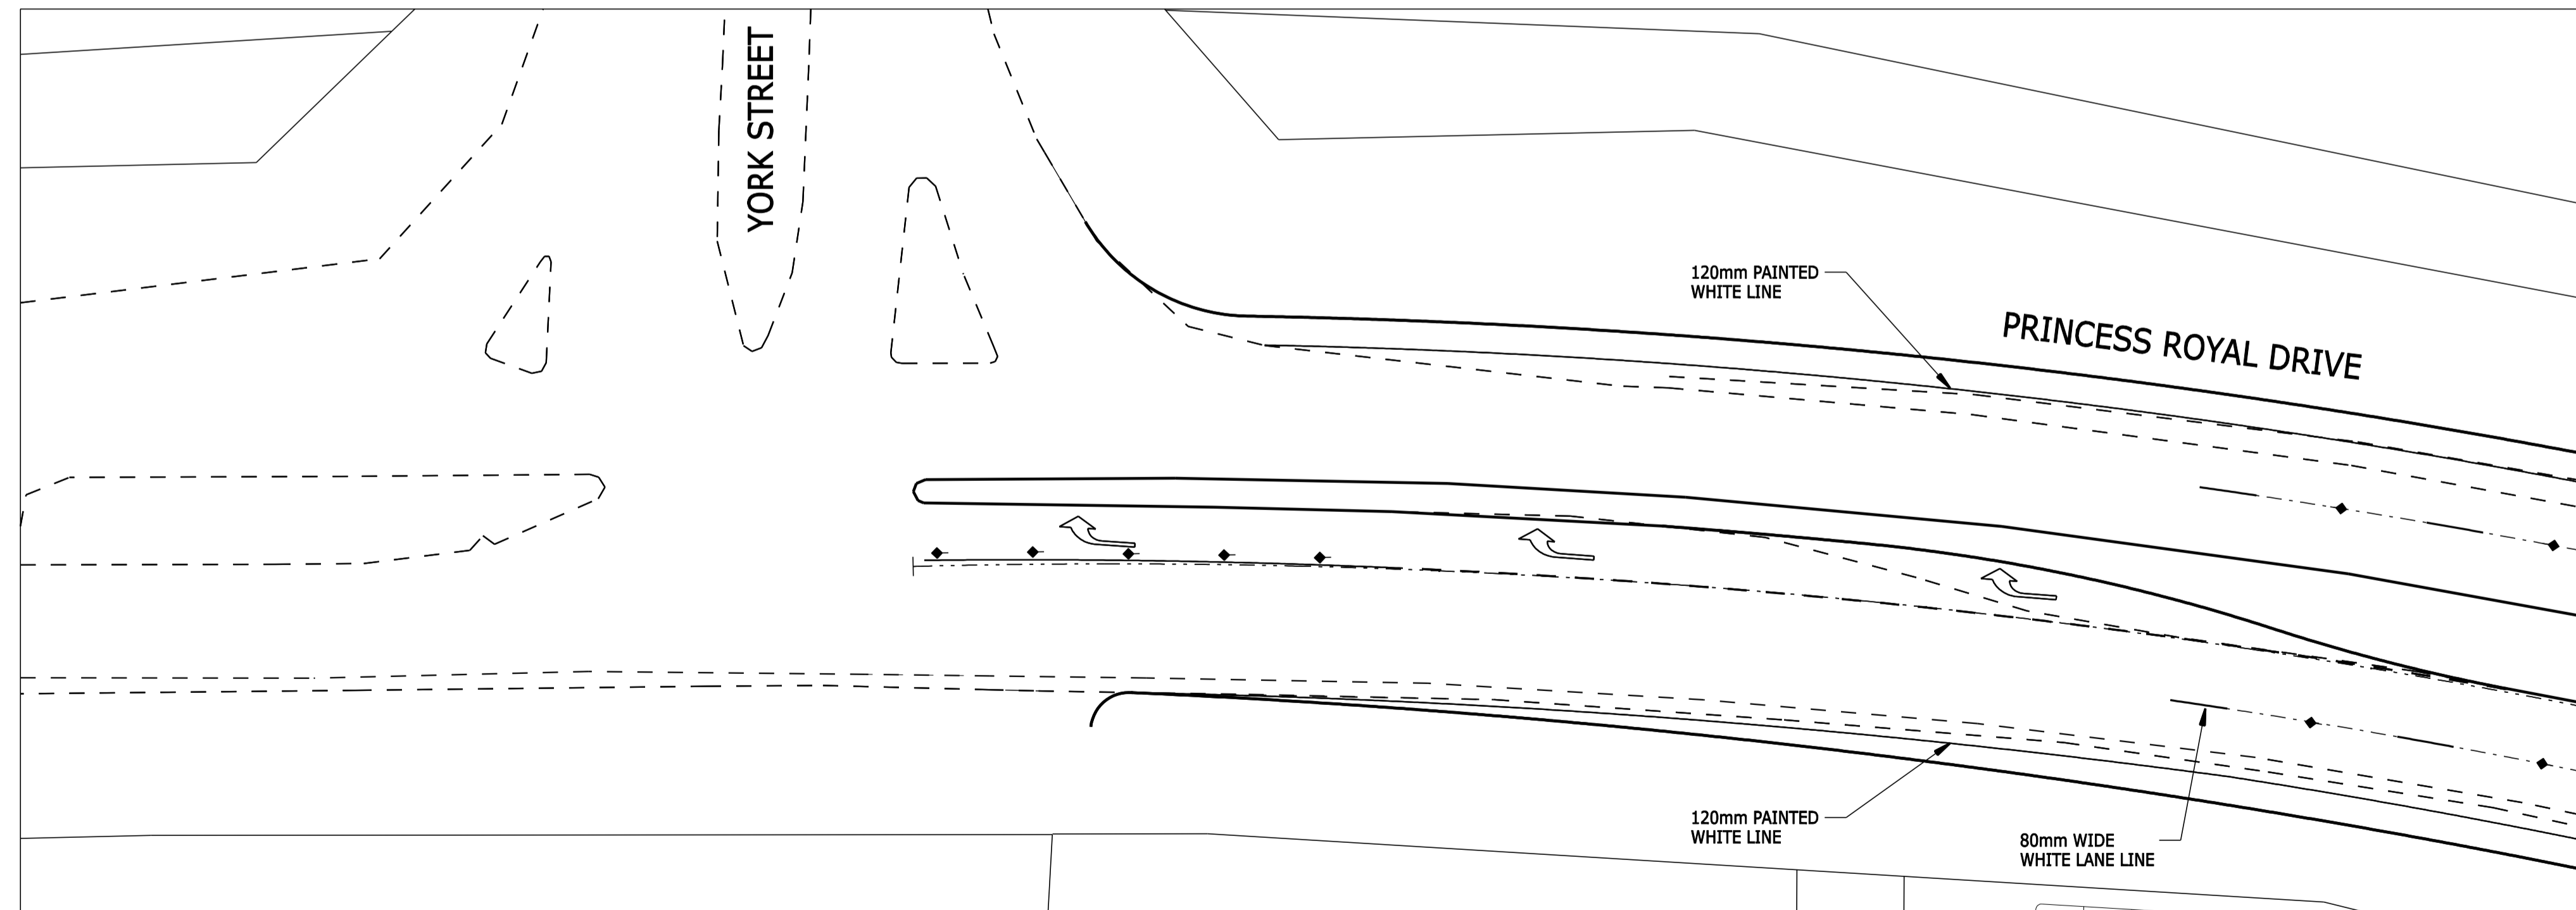 YORK STREET
120mm PAINTED
WHITE LINE
PRINCESS ROYAL DRIVE
120mm PAINTED
WHITE LINE
80mm WIDE
WHITE LANE LINE